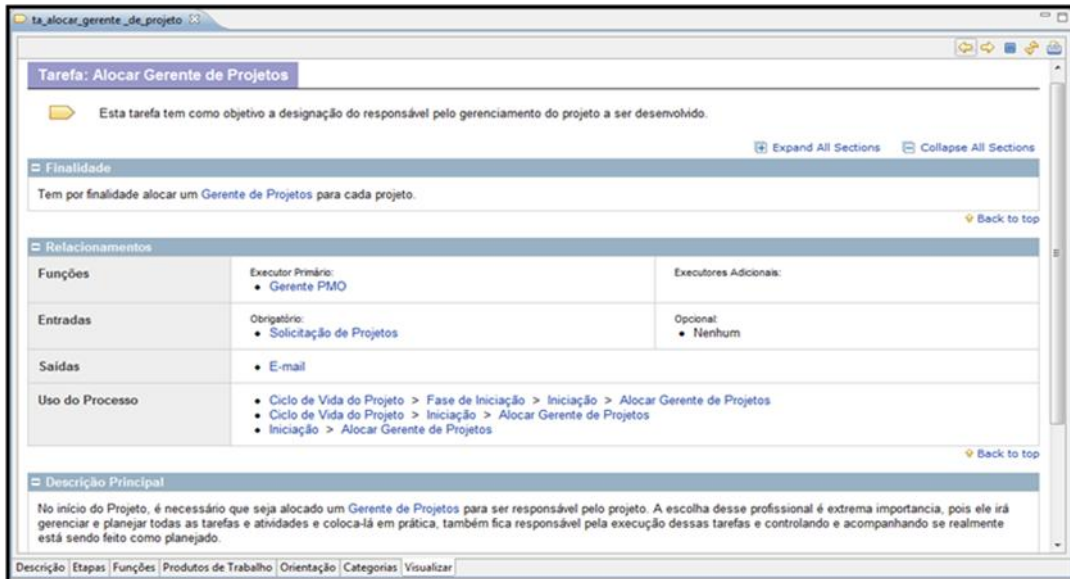 ta_alocar_gerente _de_projeto
Tarefa: Alocar Gerente de Projetos
Esta tarefa tem como objetivo a designação do responsável pelo gerenciamento do projeto a ser desenvolvido.
Expand All Sections Collapse All Sections
Finalidade
Tem por finalidade alocar um Gerente de Projetos para cada projeto.
Back to top
Relacionamentos
Funções
Executor Primário:
• Gerente PMO
Executores Adicionais:
Entradas
Obrigatório:
• Solicitação de Projetos
Opcional:
• Nenhum
Saídas
• E-mail
Uso do Processo
• Ciclo de Vida do Projeto > Fase de Iniciação > Iniciação > Alocar Gerente de Projetos
• Ciclo de Vida do Projeto > Iniciação > Alocar Gerente de Projetos
• Iniciação > Alocar Gerente de Projetos
Back to top
Descrição Principal
No início do Projeto, é necessário que seja alocado um Gerente de Projetos para ser responsável pelo projeto. A escolha desse profissional é extrema importancia, pois ele irá
gerenciar e planejar todas as tarefas e atividades e coloca-lá em prática, também fica responsável pela execução dessas tarefas e controlando e acompanhando se realmente
está sendo feito como planejado.
Descrição Etapas Funções Produtos de Trabalho Orientação Categorias Visualizar